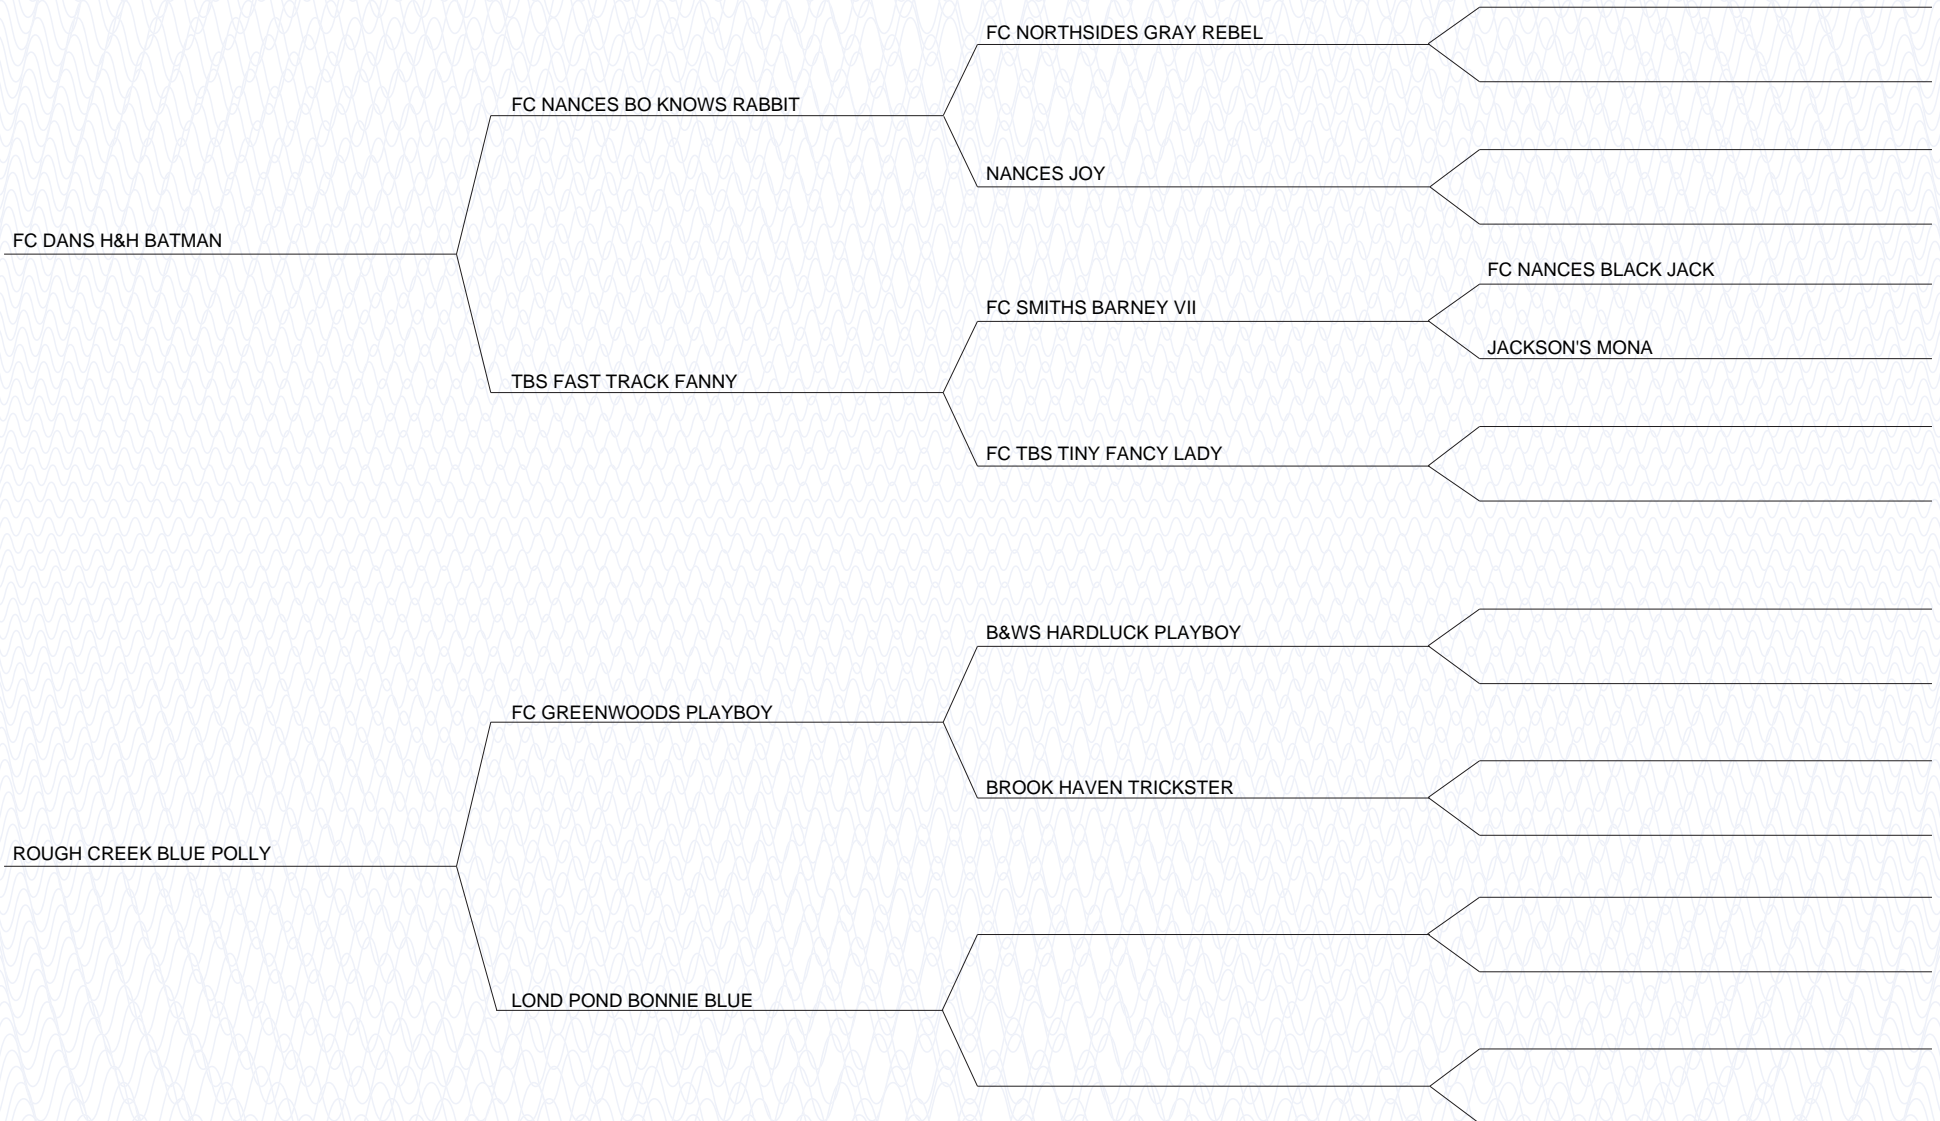 FC NORTHSIDES GRAY REBEL
FC NANCES BO KNOWS RABBIT
NANCES JOY
FC DANS H&H BATMAN
FC NANCES BLACK JACK
FC SMITHS BARNEY VII
JACKSON'S MONA
TBS FAST TRACK FANNY
FC TBS TINY FANCY LADY
B&WS HARDLUCK PLAYBOY
FC GREENWOODS PLAYBOY
BROOK HAVEN TRICKSTER
ROUGH CREEK BLUE POLLY
LOND POND BONNIE BLUE